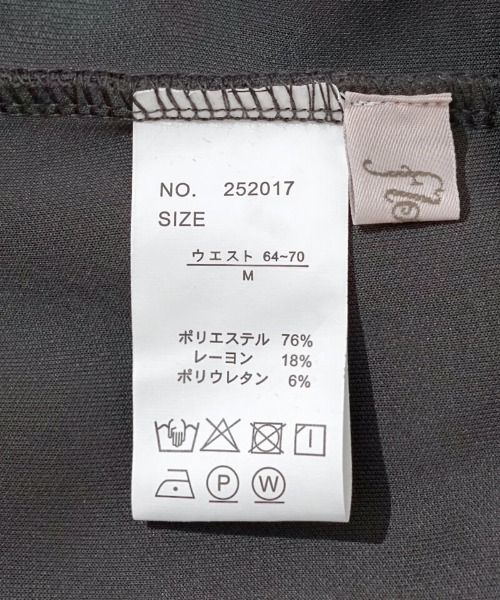 NO. 252017
SIZE
ウエスト 64~70
M
ポリエステル 76%
レーヨン 18%
ポリウレタン 6%
P W